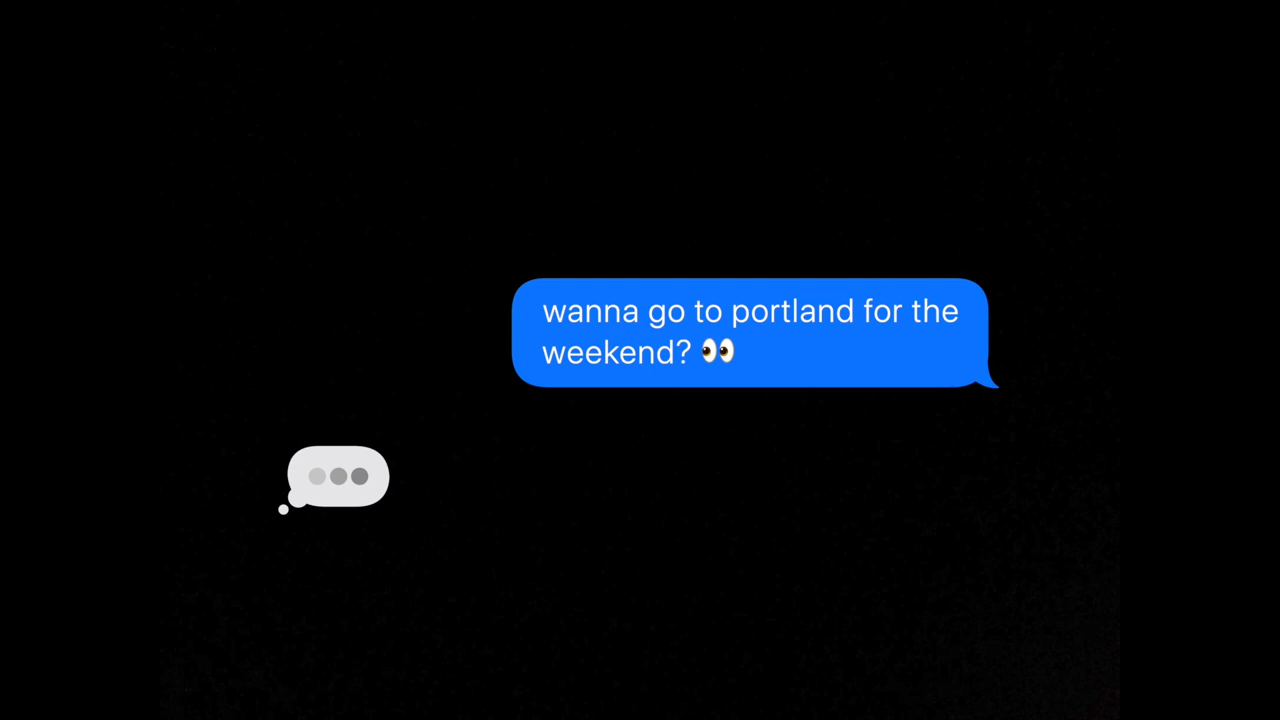 wanna go to portland for the
weekend? 👀